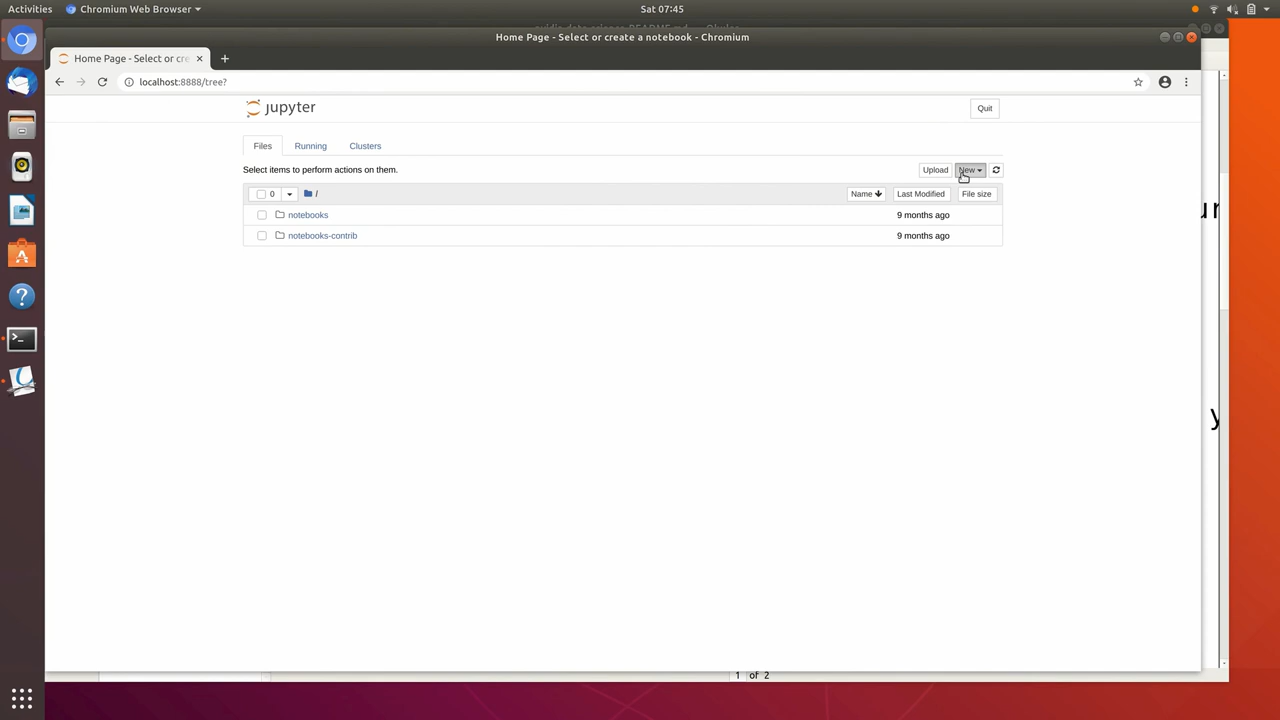 Activities
Chromium Web Browser
Sat 07:45
Home Page - Select or create a notebook - Chromium
Home Page - Select or cre
localhost:8888/tree?
jupyter
Quit
Files
Running
Clusters
Select items to perform actions on them.
Upload
New
0
/
Name
Last Modified
File size
notebooks
9 months ago
notebooks-contrib
9 months ago
y
1 of 2